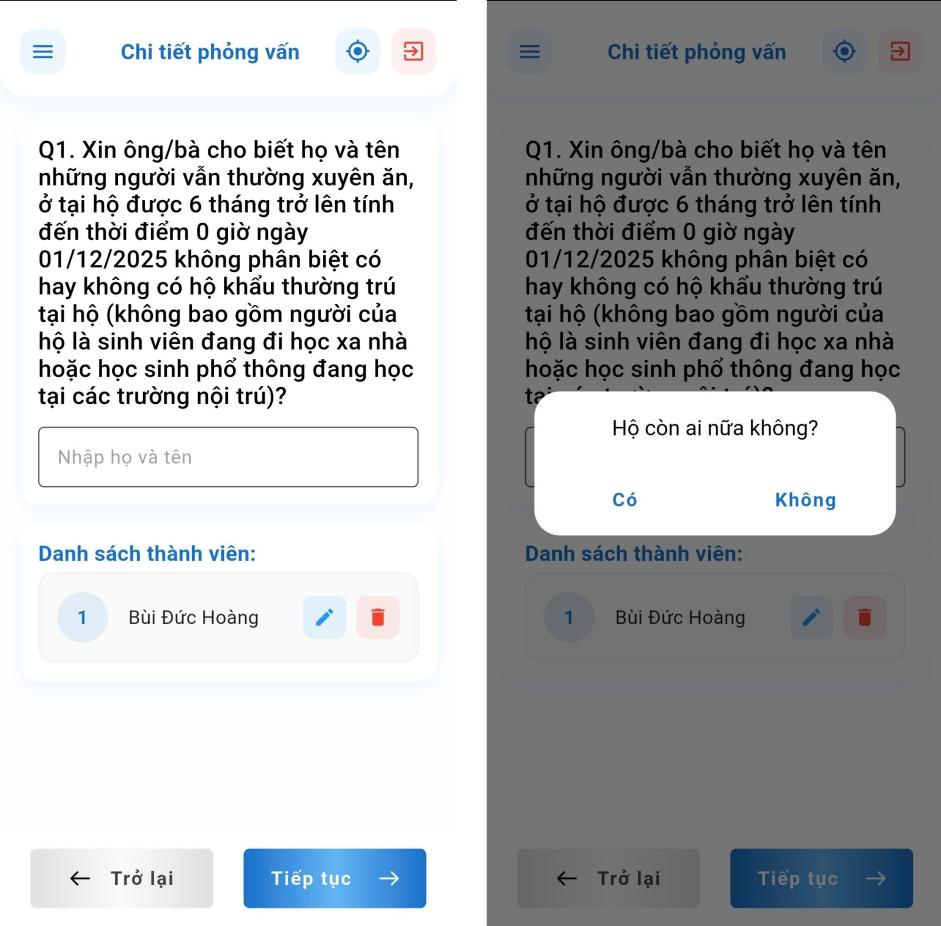 Chi tiết phỏng vấn
Q1. Xin ông/bà cho biết họ và tên
những người vẫn thường xuyên ăn,
ở tại hộ được 6 tháng trở lên tính
đến thời điểm 0 giờ ngày
01/12/2025 không phân biệt có
hay không có hộ khẩu thường trú
tại hộ (không bao gồm người của
hộ là sinh viên đang đi học xa nhà
hoặc học sinh phổ thông đang học
tại các trường nội trú)?
Nhập họ và tên
Danh sách thành viên:
1 Bùi Đức Hoàng
← Trở lại
Tiếp tục →
Chi tiết phỏng vấn
Q1. Xin ông/bà cho biết họ và tên
những người vẫn thường xuyên ăn,
ở tại hộ được 6 tháng trở lên tính
đến thời điểm 0 giờ ngày
01/12/2025 không phân biệt có
hay không có hộ khẩu thường trú
tại hộ (không bao gồm người của
hộ là sinh viên đang đi học xa nhà
hoặc học sinh phổ thông đang học
Hộ còn ai nữa không?
Có
Không
Danh sách thành viên:
1 Bùi Đức Hoàng
← Trở lại
Tiếp tục →